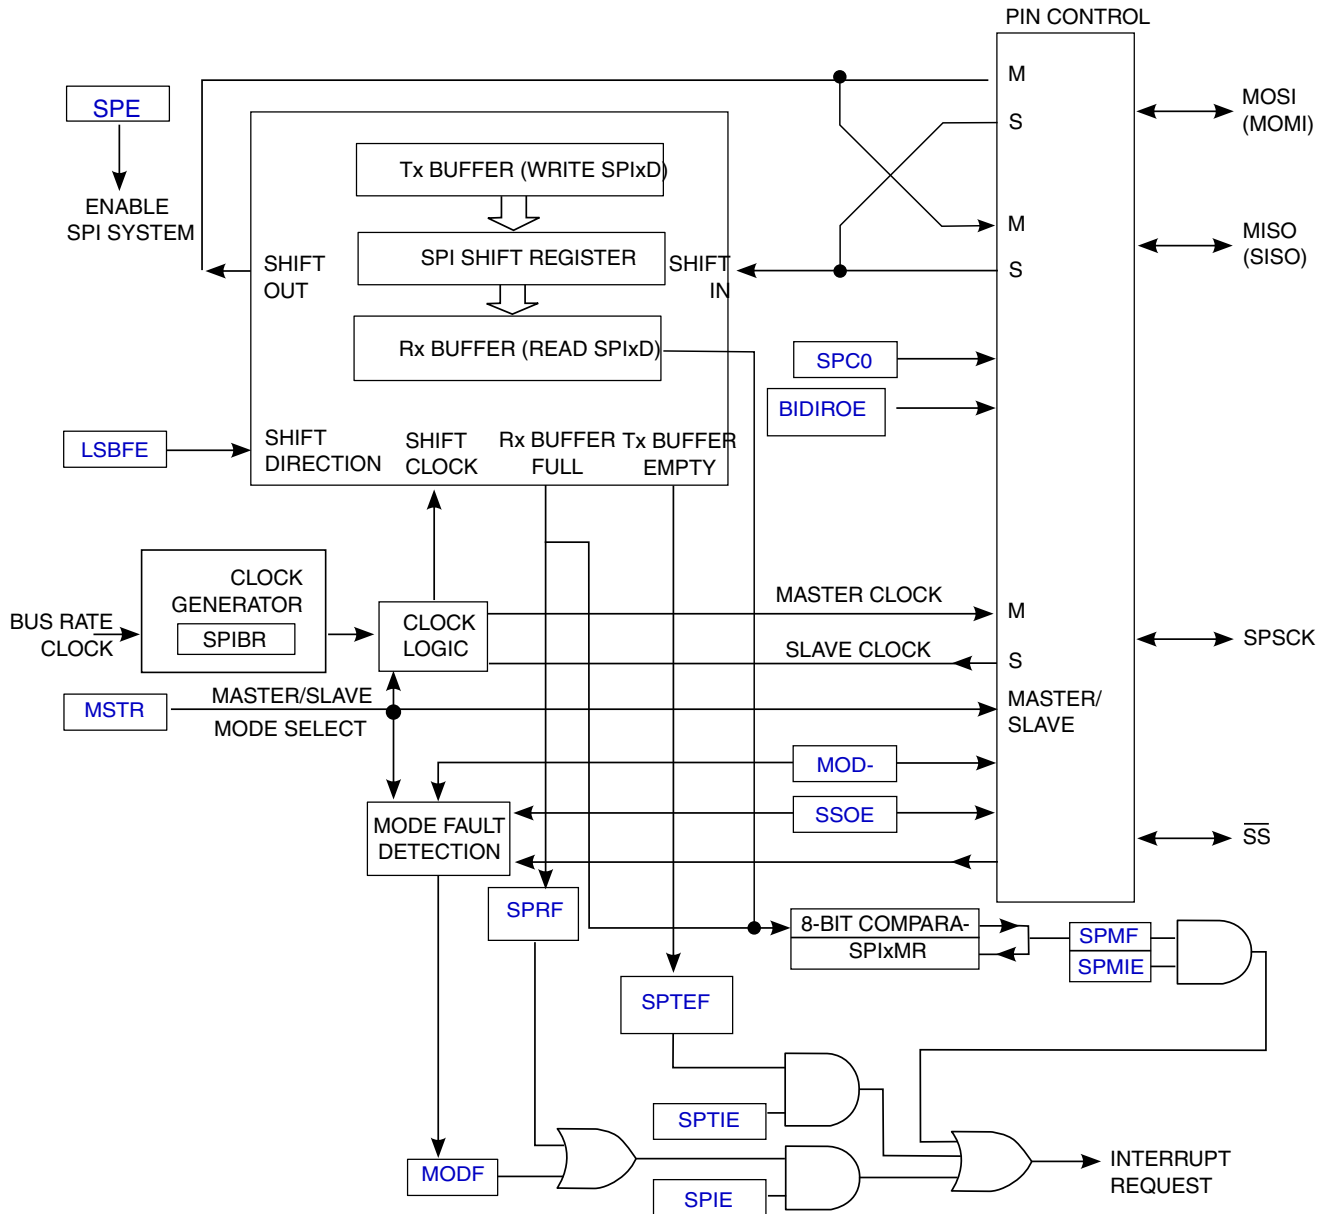 PIN CONTROL
M
MOSI
(MOMI)
SPE
S
Tx BUFFER (WRITE SPIxD)
ENABLE
SPI SYSTEM
M
MISO
(SISO)
SHIFT
OUT
SPI SHIFT REGISTER
SHIFT
IN
S
Rx BUFFER (READ SPIxD)
SPC0
BIDIROE
LSBFE
SHIFT
DIRECTION
SHIFT
CLOCK
Rx BUFFER
FULL
Tx BUFFER
EMPTY
CLOCK
GENERATOR
SPIBR
BUS RATE
CLOCK
CLOCK
LOGIC
MASTER CLOCK
M
SLAVE CLOCK
S
SPSCK
MSTR
MASTER/SLAVE
MODE SELECT
MASTER/
SLAVE
MOD-
SSOE
MODE FAULT
DETECTION
SS
SPRF
8-BIT COMPARA-
SPIxMR
SPMF
SPMIE
SPTEF
SPTIE
MODF
SPIE
INTERRUPT
REQUEST